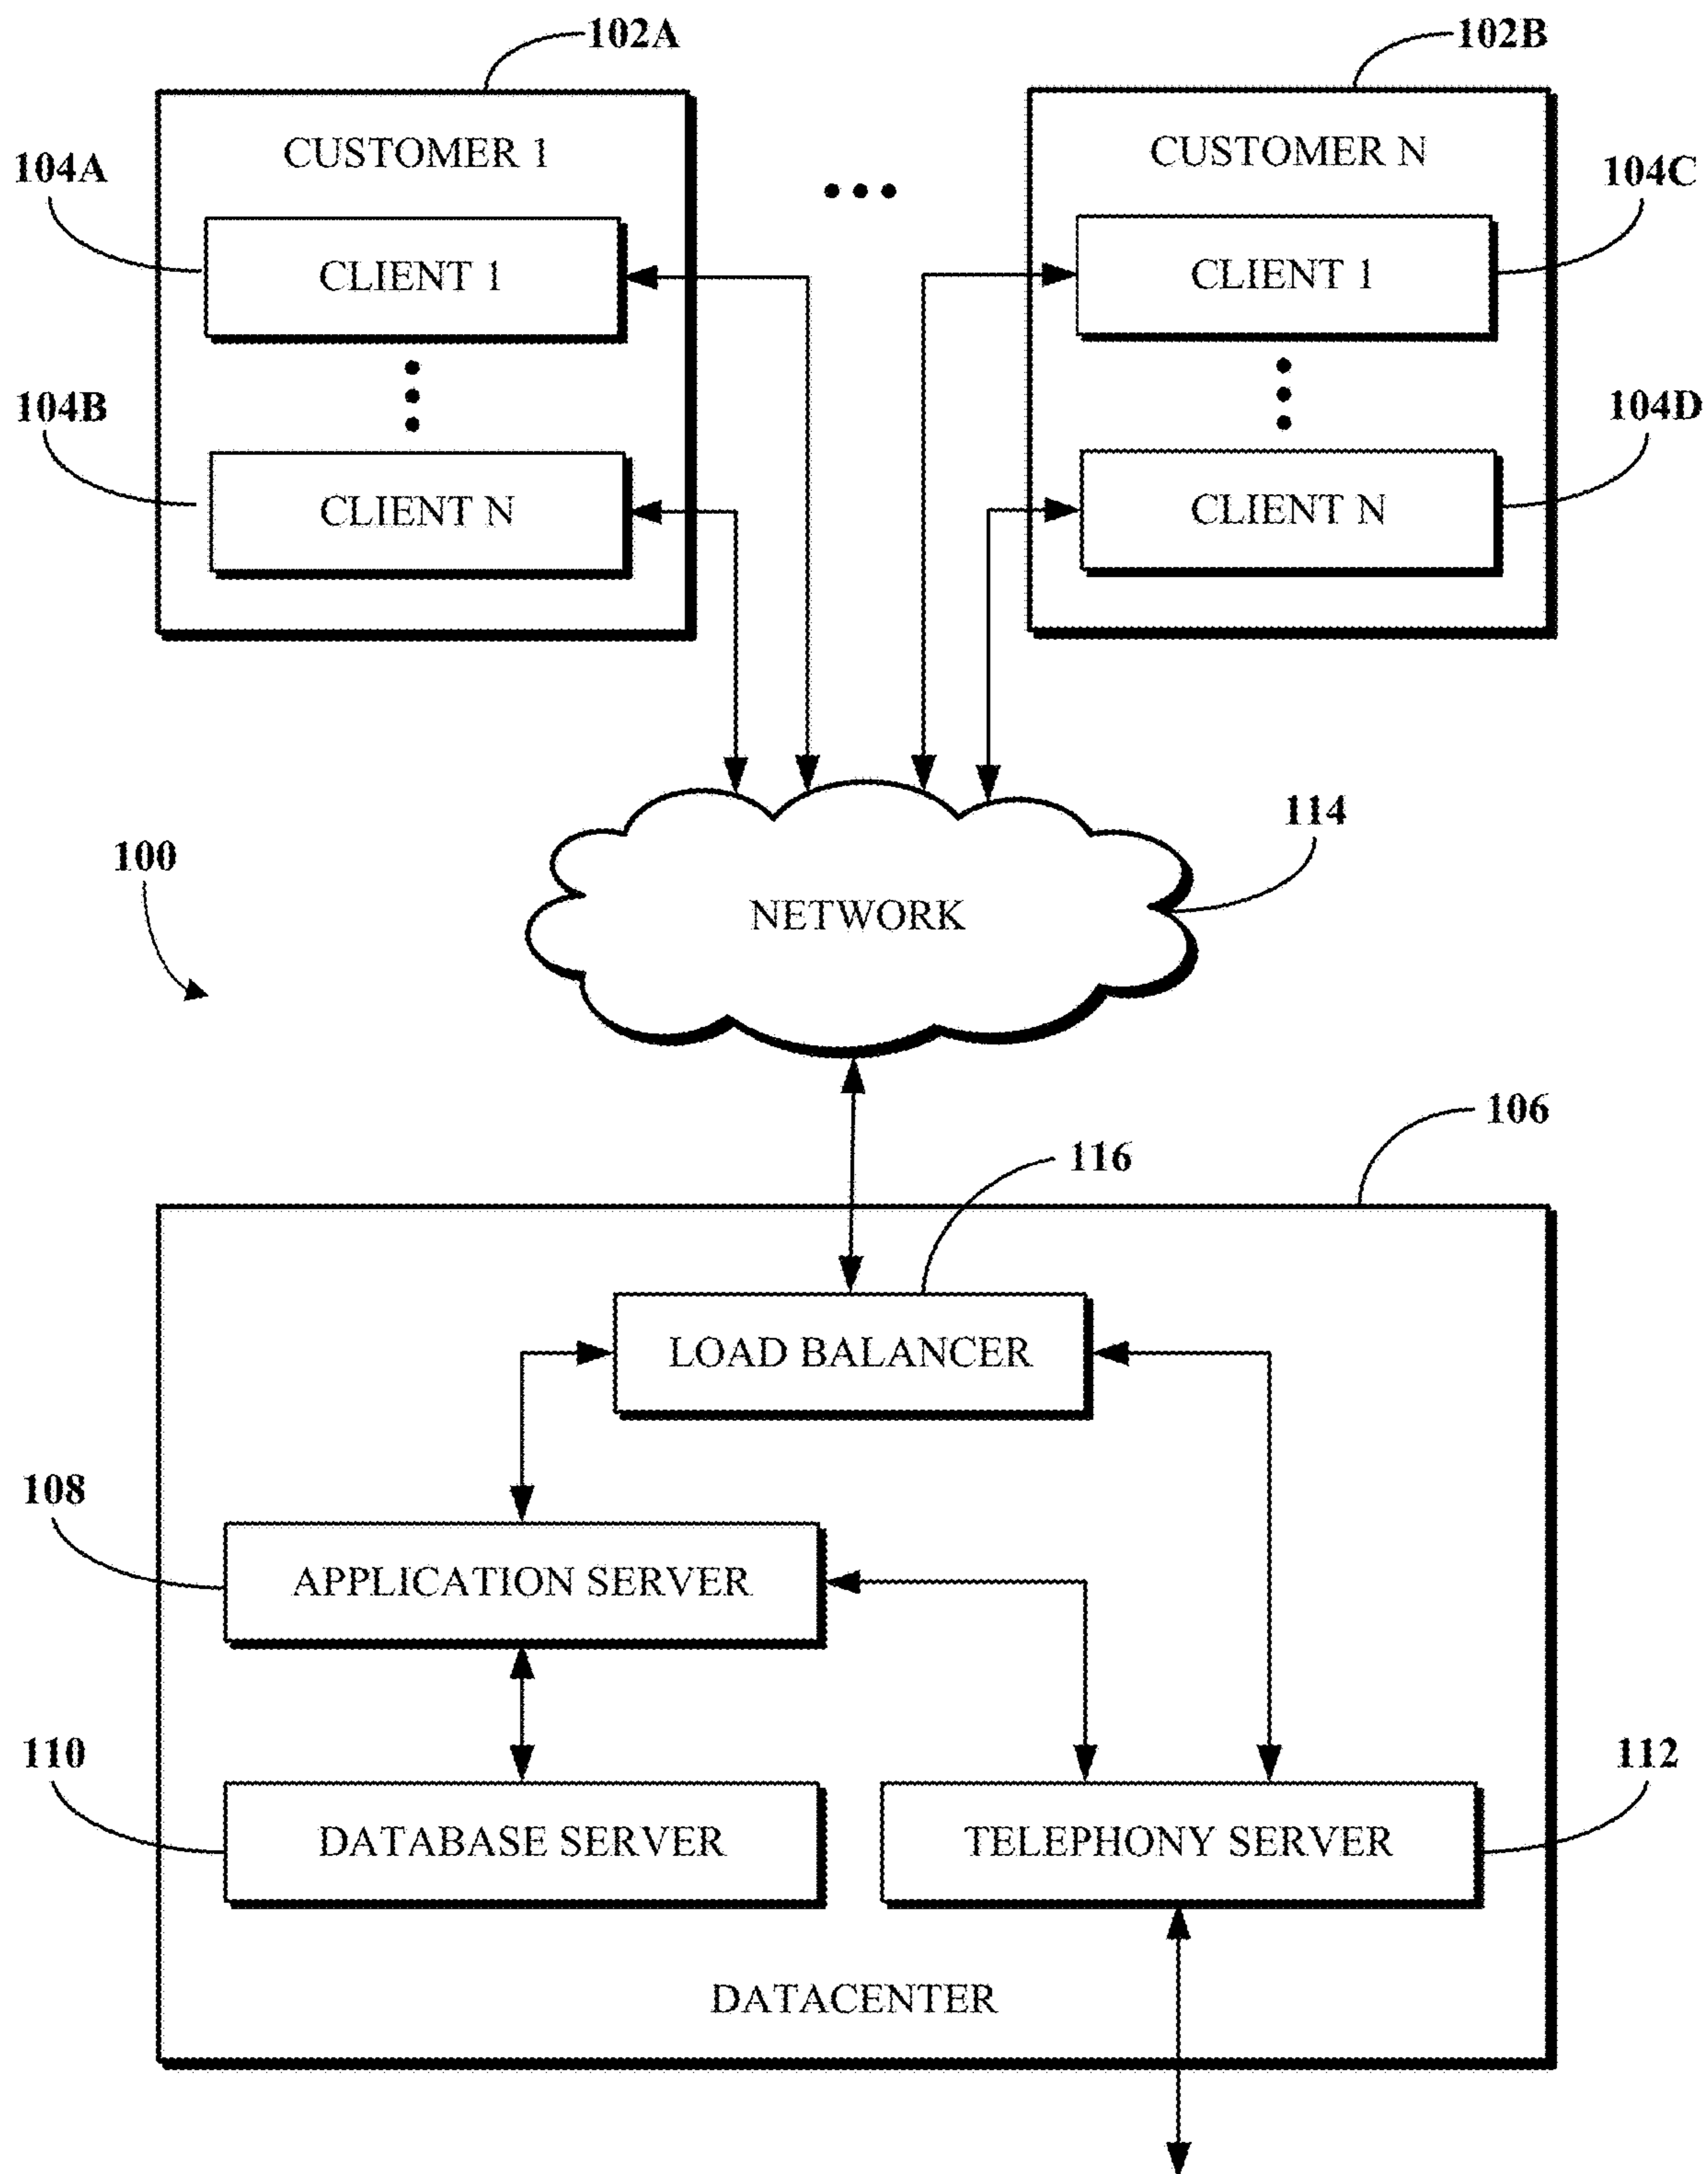 102A
102B
CUSTOMER 1
CUSTOMER N
104A
104C
CLIENT 1
CLIENT 1
104B
104D
CLIENT N
CLIENT N
114
100
NETWORK
106
116
LOAD BALANCER
108
APPLICATION SERVER
110
112
DATABASE SERVER
TELEPHONY SERVER
DATACENTER